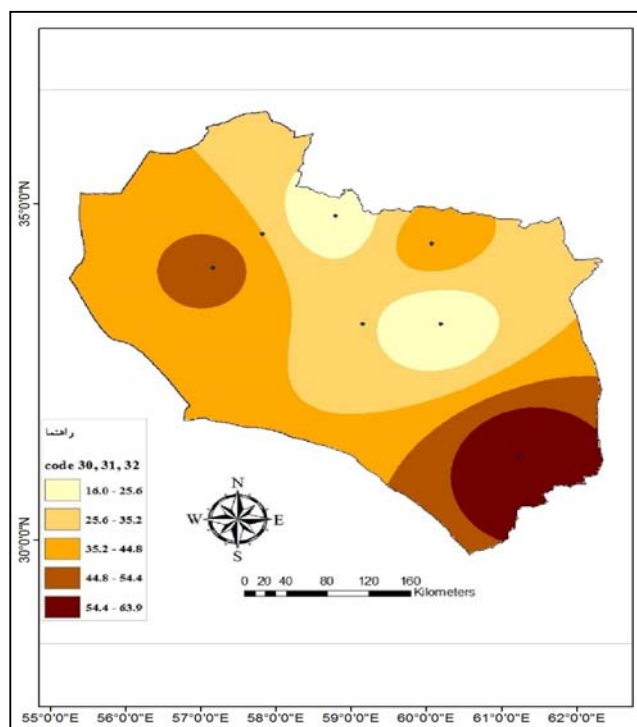 35°0'0"N
راهنما
code 30, 31, 32
16.0 - 25.6
25.6 - 35.2
35.2 - 44.8
44.8 - 54.4
54.4 - 63.9
N
W E
S
30°0'0"N
0 20 40 80 120 160
Kilometers
55°0'0"E 56°0'0"E 57°0'0"E 58°0'0"E 59°0'0"E 60°0'0"E 61°0'0"E 62°0'0"E